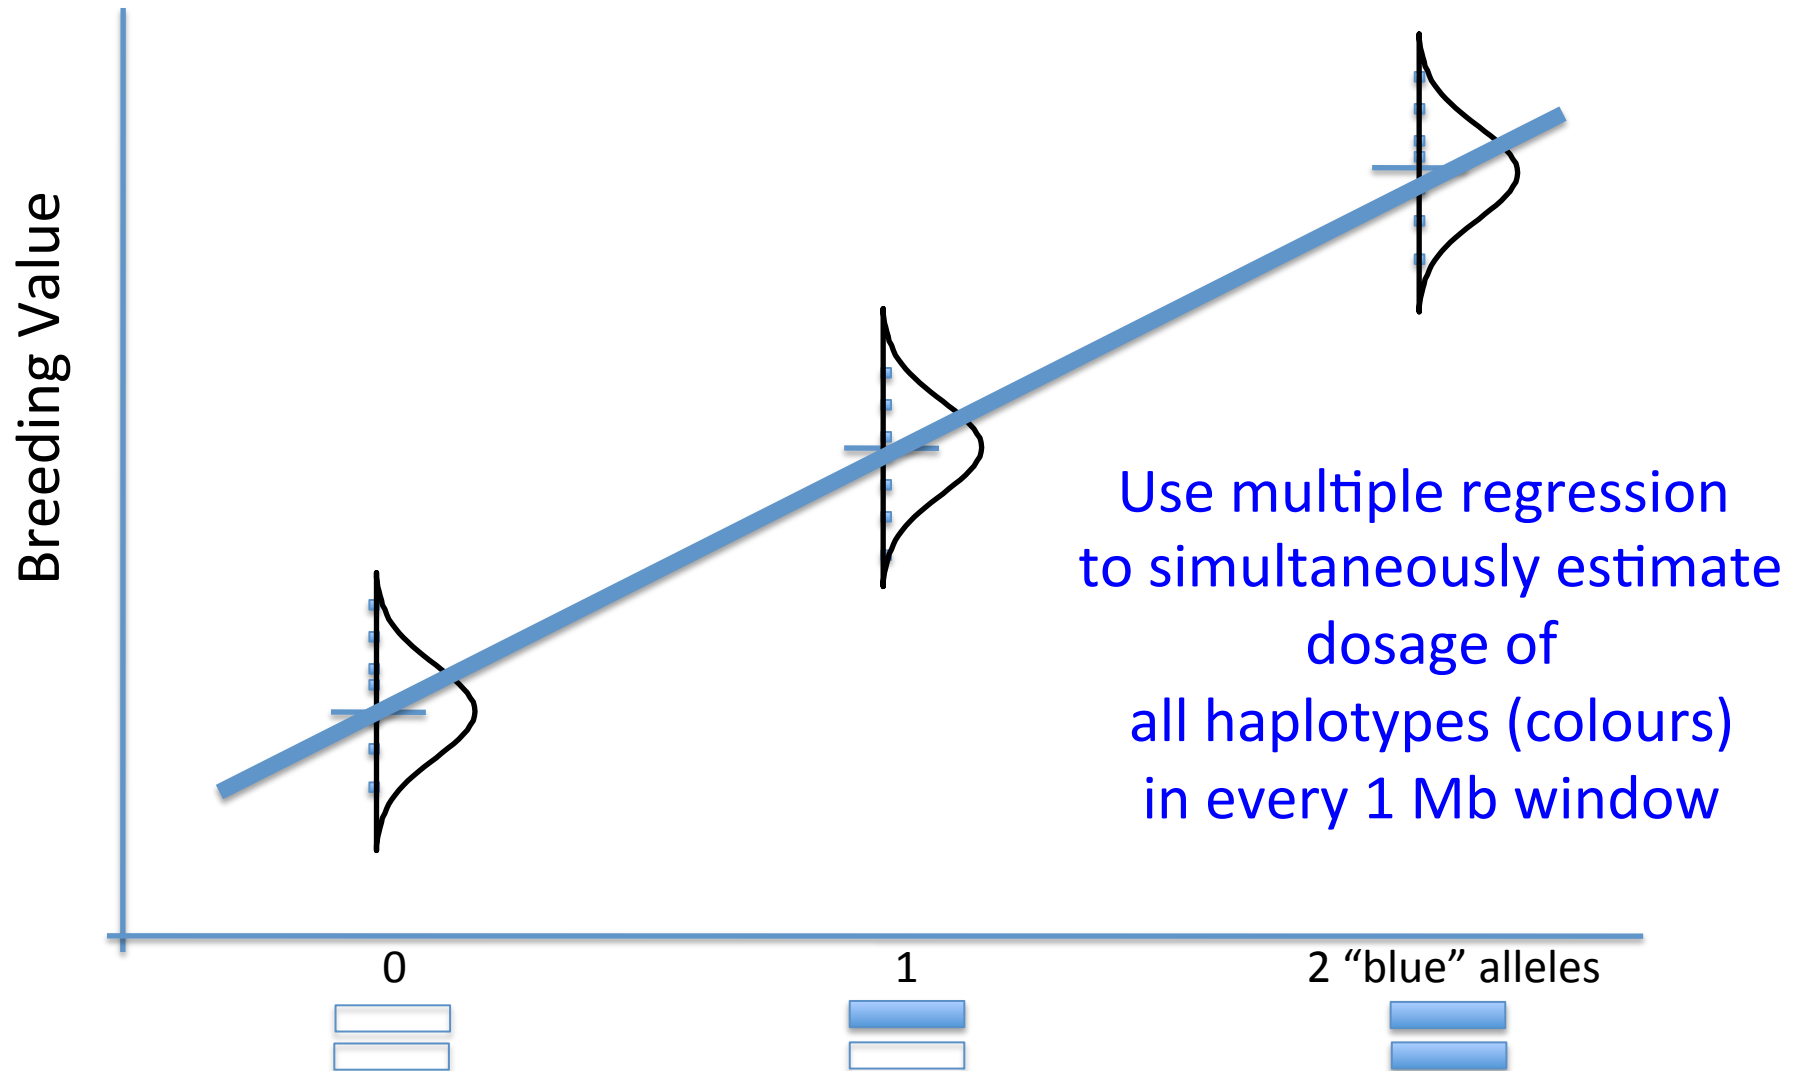 Breeding Value
Use multiple regression
to simultaneously estimate
dosage of
all haplotypes (colours)
in every 1 Mb window
0
1
2 “blue” alleles